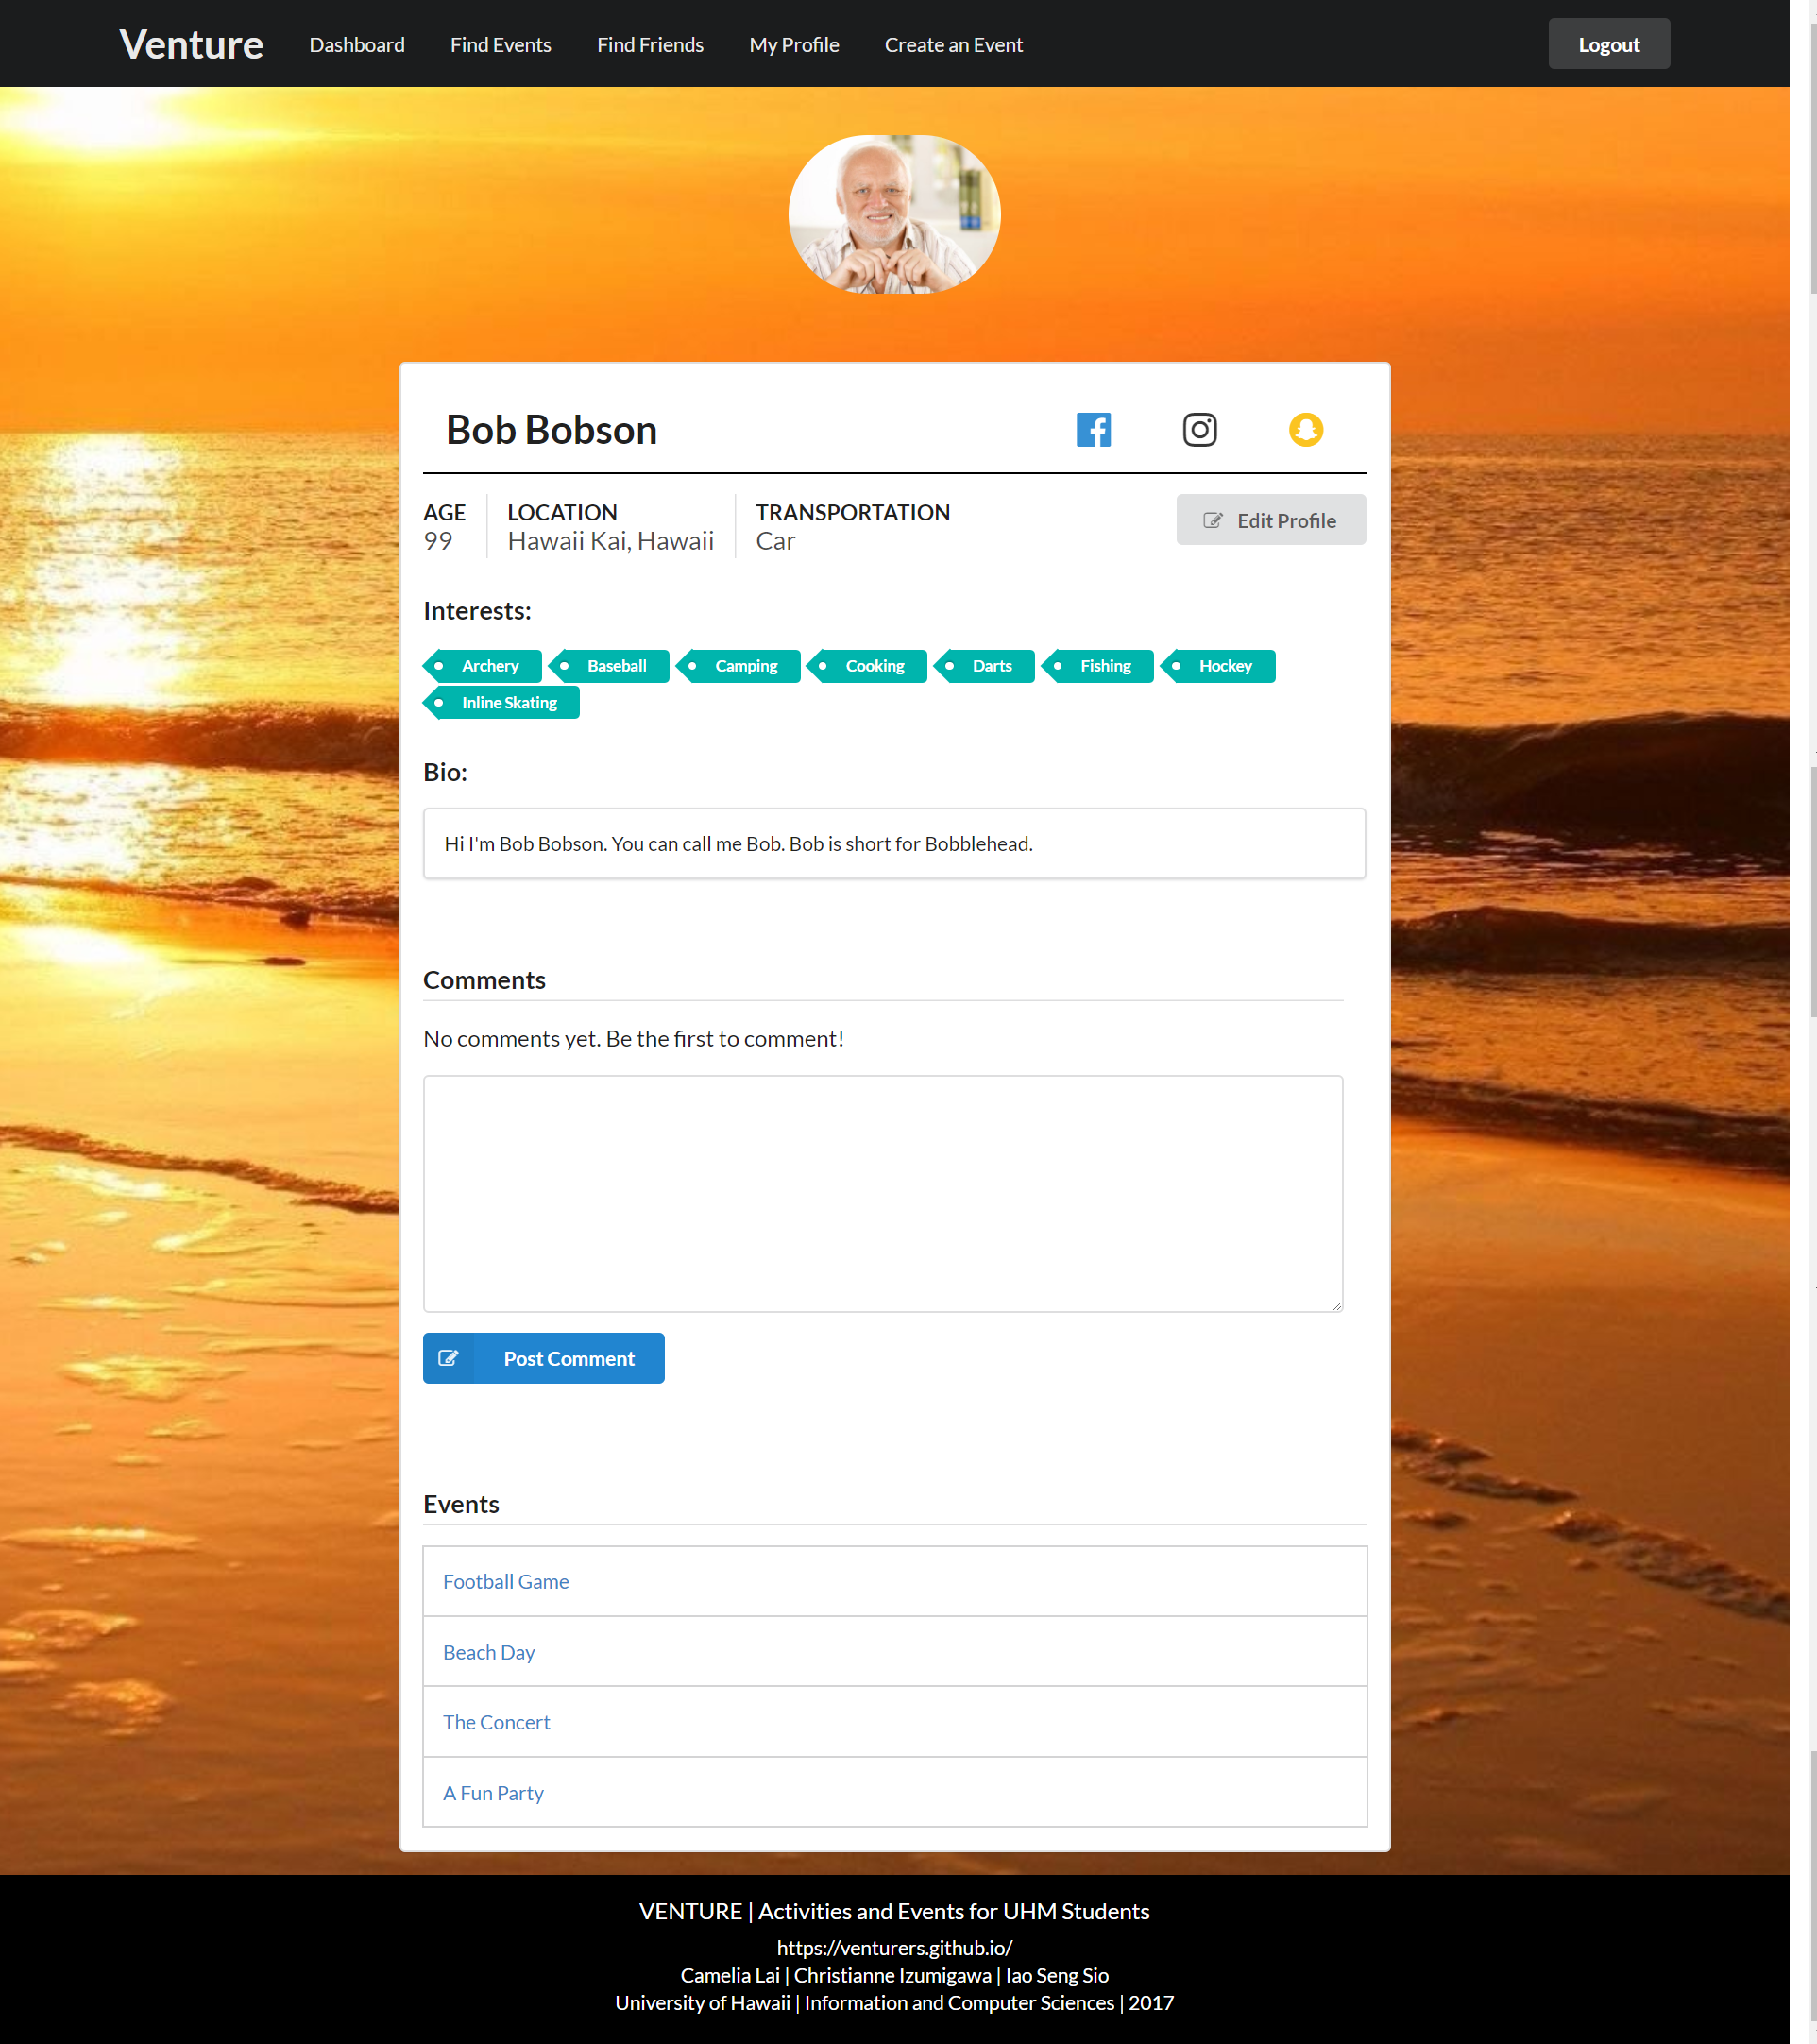 Venture Dashboard Find Events Find Friends My Profile Create an Event Logout
Bob Bobson
AGE LOCATION TRANSPORTATION Edit Profile
99 Hawaii Kai, Hawaii Car
Interests:
Archery Baseball Camping Cooking Darts Fishing Hockey
Inline Skating
Bio:
Hi I'm Bob Bobson. You can call me Bob. Bob is short for Bobblehead.
Comments
No comments yet. Be the first to comment!
Post Comment
Events
Football Game
Beach Day
The Concert
A Fun Party
VENTURE | Activities and Events for UHM Students
https://venturers.github.io/
Camelia Lai | Christianne Izumigawa | Iao Seng Sio
University of Hawaii | Information and Computer Sciences | 2017